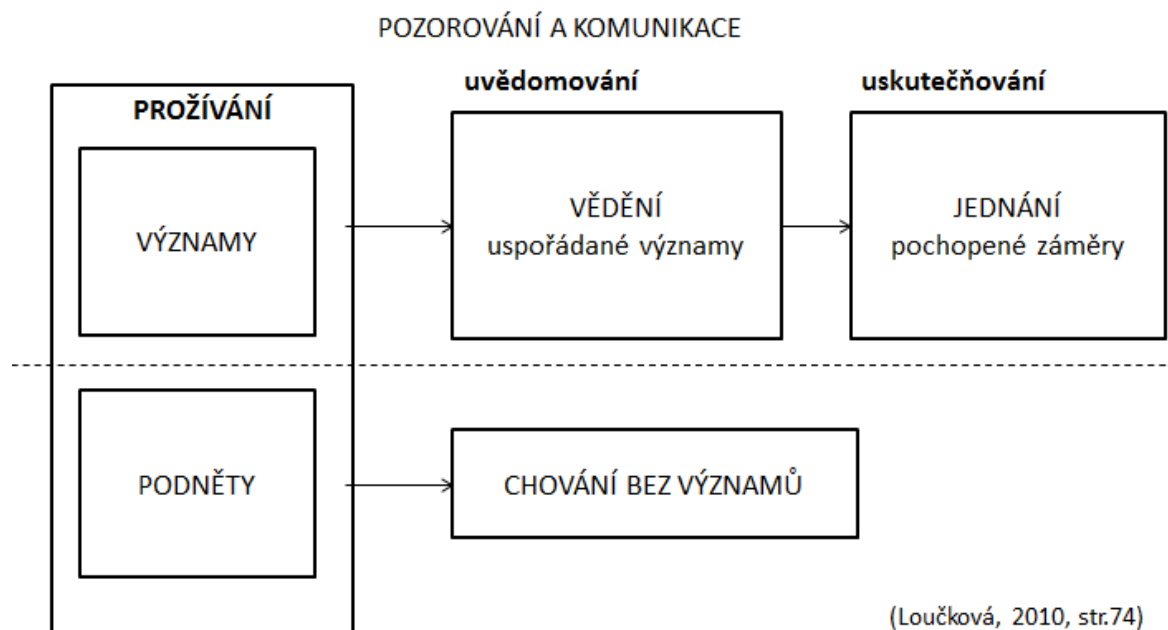 POZOROVÁNÍ A KOMUNIKACE
PROŽÍVÁNÍ
uvědomování
uskutečňování
VÝZNAMY
VĚDĚNÍ
uspořádané významy
JEDNÁNÍ
pochopené záměry
PODNĚTY
CHOVÁNÍ BEZ VÝZNAMŮ
(Loučková, 2010, str.74)